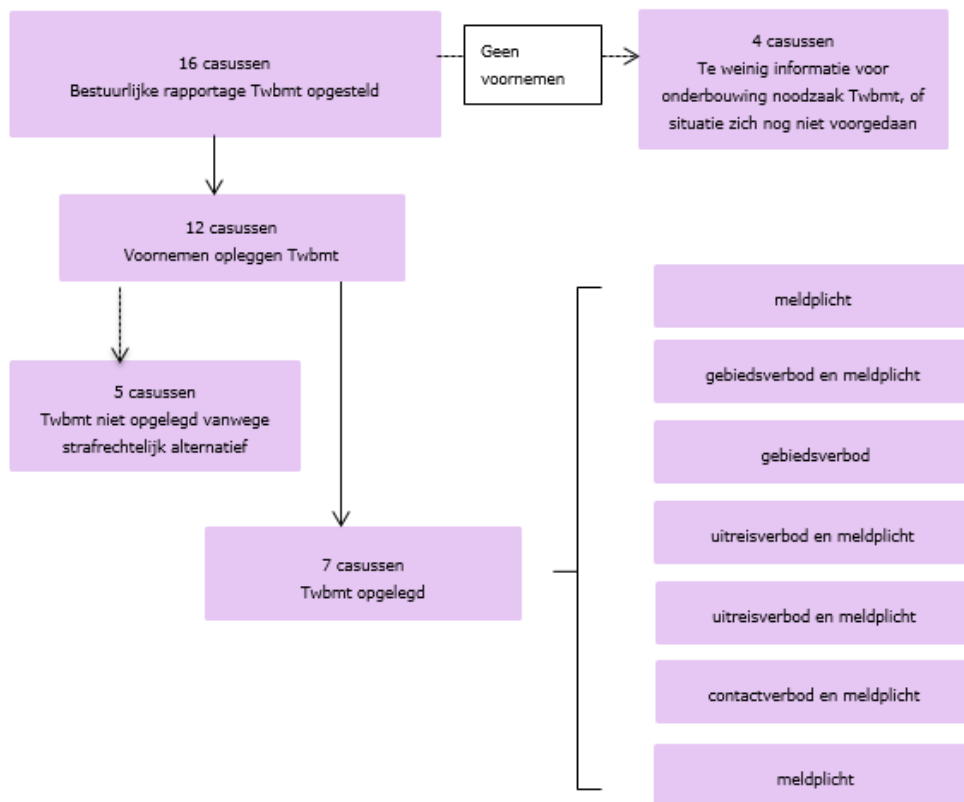 16 casussen
Bestuurlijke rapportage Twbmt opgesteld
Geen
voornemen
4 casussen
Te weinig informatie voor
onderbouwing noodzaak Twbmt, of
situatie zich nog niet voorgedaan
12 casussen
Voornemen opleggen Twbmt
5 casussen
Twbmt niet opgelegd vanwege
strafrechtelijk alternatief
7 casussen
Twbmt opgelegd
meldplicht
gebiedsverbod en meldplicht
gebiedsverbod
uitreisverbod en meldplicht
uitreisverbod en meldplicht
contactverbod en meldplicht
meldplicht